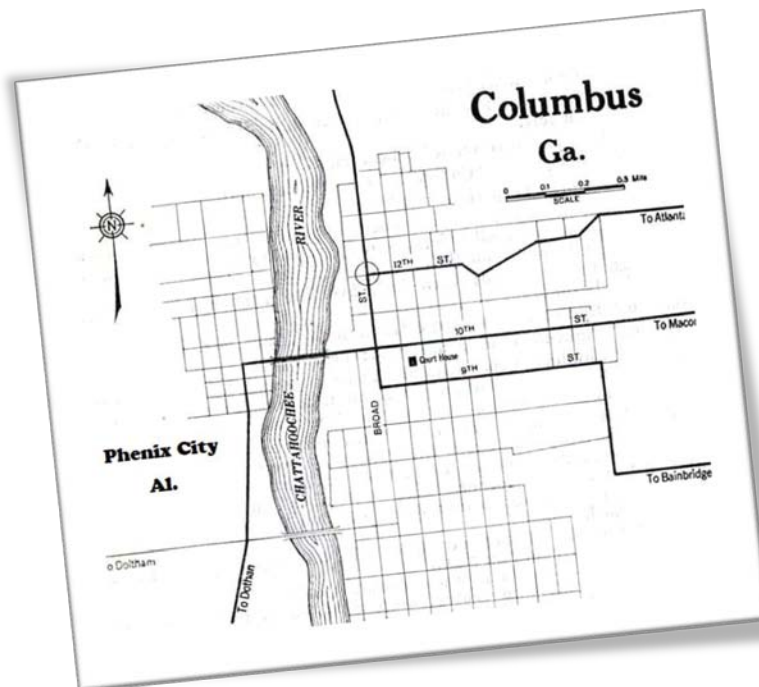 Columbus
Ga.
0 0.1 0.2 0.3 Mile
SCALE
N
RIVER
To Atlanta
12TH ST.
ST.
10TH ST.
To Macon
Court House
9TH ST.
BROAD
CHATTAHOOCHEE
Phenix City
Al.
To Bainbridge
o Doltham
To Dothan